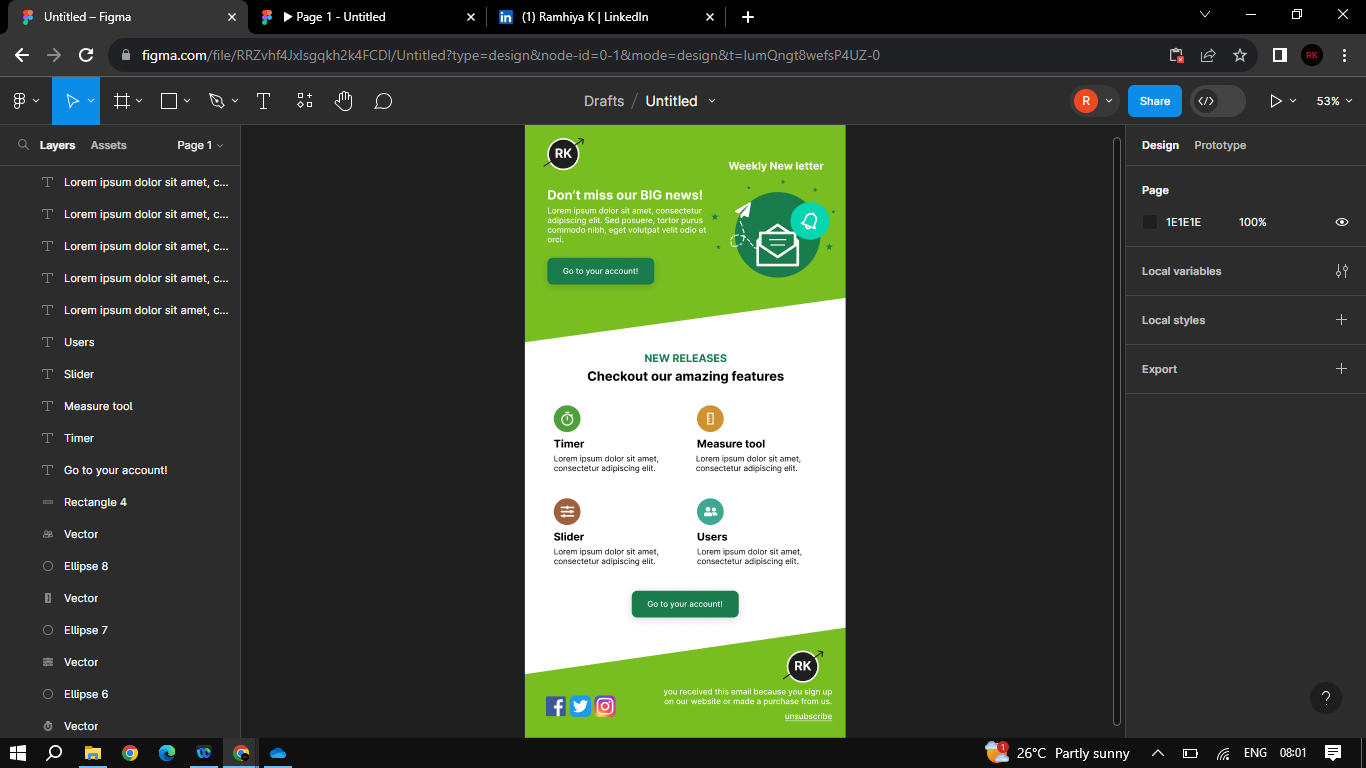 Untitled – Figma
Page 1 - Untitled
(1) Ramhiya K | LinkedIn
figma.com/file/RRZvhf4JxlsgqkhRk4FCDI/Untitled?type=design&node-id=0-1&mode=design&t=IumQngt8wefsP4UZ-0
RK
Drafts / Untitled
R
Share
53%
Layers
Assets
Page 1
Lorem ipsum dolor sit amet, c...
Lorem ipsum dolor sit amet, c...
Lorem ipsum dolor sit amet, c...
Lorem ipsum dolor sit amet, c...
Lorem ipsum dolor sit amet, c...
Users
Slider
Measure tool
Timer
Go to your account!
Rectangle 4
Vector
Ellipse 8
Vector
Ellipse 7
Vector
Ellipse 6
Vector
RK
Weekly New letter
Don't miss our BIG news!
Lorem ipsum dolor sit amet, consectetur
adipiscing elit. Sed posuere, tortor purus
commodo nibh, eget volutpat velit odio et
orci.
Go to your account!
NEW RELEASES
Checkout our amazing features
Timer
Lorem ipsum dolor sit amet,
consectetur adipiscing elit.
Measure tool
Lorem ipsum dolor sit amet,
consectetur adipiscing elit.
Slider
Lorem ipsum dolor sit amet,
consectetur adipiscing elit.
Users
Lorem ipsum dolor sit amet,
consectetur adipiscing elit.
Go to your account!
RK
you received this email because you sign up
on our website or made a purchase from us.
unsubscribe
Design
Prototype
Page
1E1E1E
100%
Local variables
Local styles
Export
?
1
26°C Partly sunny
ENG
08:01